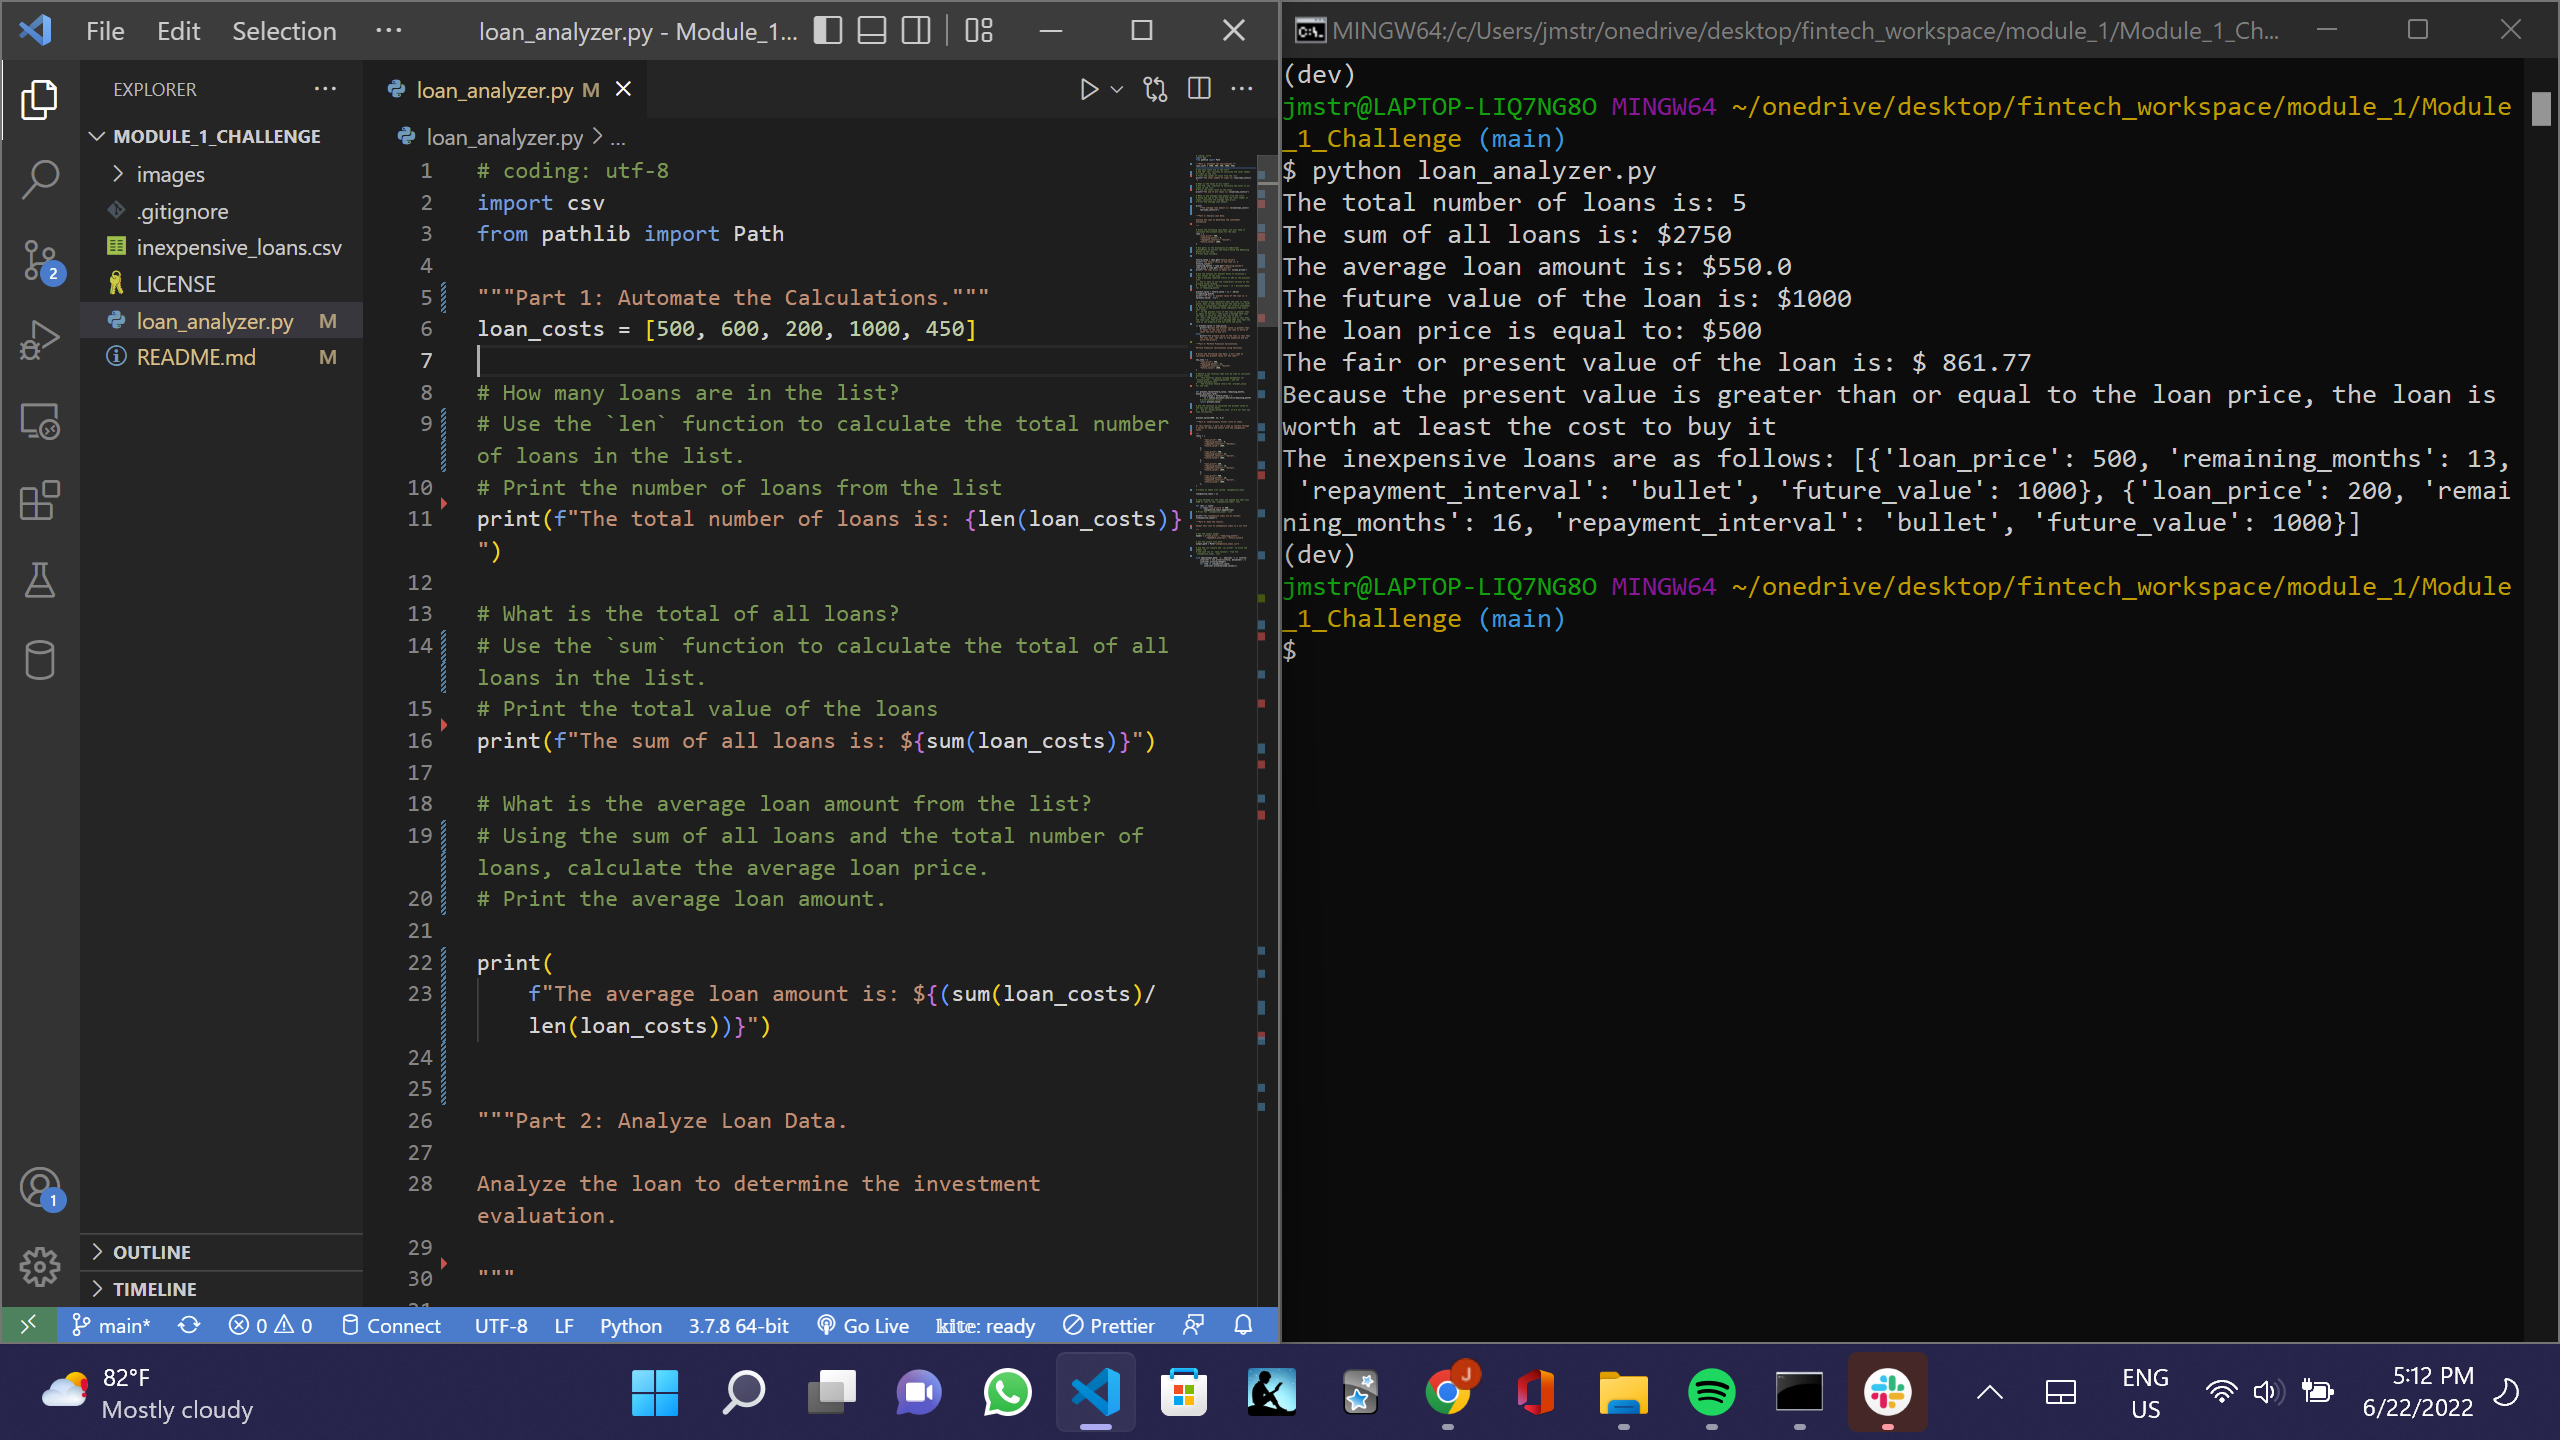 File Edit Selection ··· loan_analyzer.py - Module_1...
EXPLORER ···
MODULE_1_CHALLENGE
images
.gitignore
inexpensive_loans.csv
LICENSE
loan_analyzer.py M
README.md M
OUTLINE
TIMELINE
2
1
loan_analyzer.py M
loan_analyzer.py > ...
1 # coding: utf-8
2 import csv
3 from pathlib import Path
4
5 """Part 1: Automate the Calculations."""
6 loan_costs = [500, 600, 200, 1000, 450]
7
8 # How many loans are in the list?
9 # Use the `len` function to calculate the total number
of loans in the list.
10 # Print the number of loans from the list
11 print(f"The total number of loans is: {len(loan_costs)}
")
12
13 # What is the total of all loans?
14 # Use the `sum` function to calculate the total of all
loans in the list.
15 # Print the total value of the loans
16 print(f"The sum of all loans is: ${sum(loan_costs)}")
17
18 # What is the average loan amount from the list?
19 # Using the sum of all loans and the total number of
loans, calculate the average loan price.
20 # Print the average loan amount.
21
22 print(
23 f"The average loan amount is: ${(sum(loan_costs)/
len(loan_costs))}")
24
25
26 """Part 2: Analyze Loan Data.
27
28 Analyze the loan to determine the investment
evaluation.
29
30 """
main* 0 0 Connect UTF-8 LF Python 3.7.8 64-bit Go Live kite: ready Prettier
MINGW64:/c/Users/jmstr/onedrive/desktop/fintech_workspace/module_1/Module_1_Ch...
(dev)
jmstr@LAPTOP-LIQ7NG8O MINGW64 ~/onedrive/desktop/fintech_workspace/module_1/Module
_1_Challenge (main)
$ python loan_analyzer.py
The total number of loans is: 5
The sum of all loans is: $2750
The average loan amount is: $550.0
The future value of the loan is: $1000
The loan price is equal to: $500
The fair or present value of the loan is: $ 861.77
Because the present value is greater than or equal to the loan price, the loan is
worth at least the cost to buy it
The inexpensive loans are as follows: [{'loan_price': 500, 'remaining_months': 13,
'repayment_interval': 'bullet', 'future_value': 1000}, {'loan_price': 200, 'remai
ning_months': 16, 'repayment_interval': 'bullet', 'future_value': 1000}]
(dev)
jmstr@LAPTOP-LIQ7NG8O MINGW64 ~/onedrive/desktop/fintech_workspace/module_1/Module
_1_Challenge (main)
$
82°F
Mostly cloudy
J
ENG
US
5:12 PM
6/22/2022